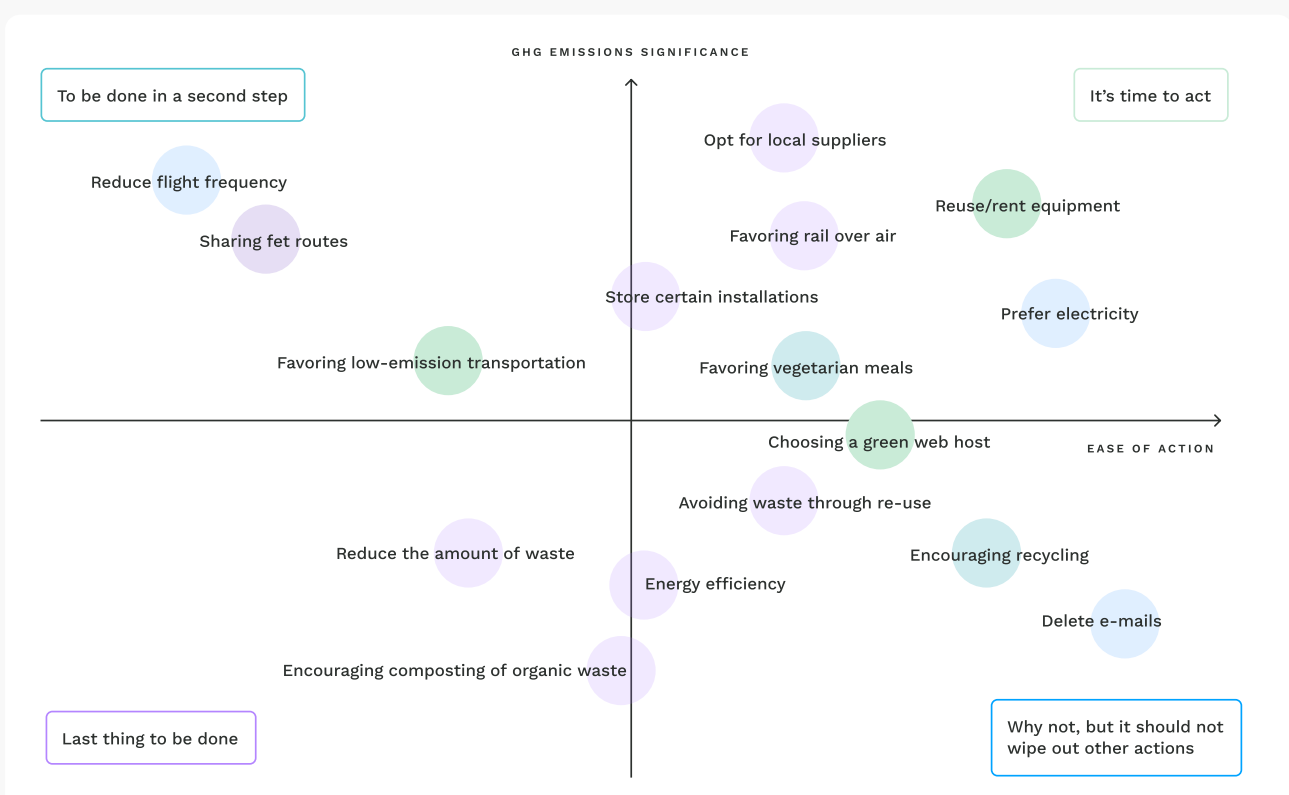 GHG EMISSIONS SIGNIFICANCE
To be done in a second step
It's time to act
Opt for local suppliers
Reduce flight frequency
Reuse/rent equipment
Sharing fet routes
Favoring rail over air
Store certain installations
Prefer electricity
Favoring low-emission transportation
Favoring vegetarian meals
Choosing a green web host
EASE OF ACTION
Avoiding waste through re-use
Reduce the amount of waste
Encouraging recycling
Energy efficiency
Delete e-mails
Encouraging composting of organic waste
Last thing to be done
Why not, but it should not
wipe out other actions